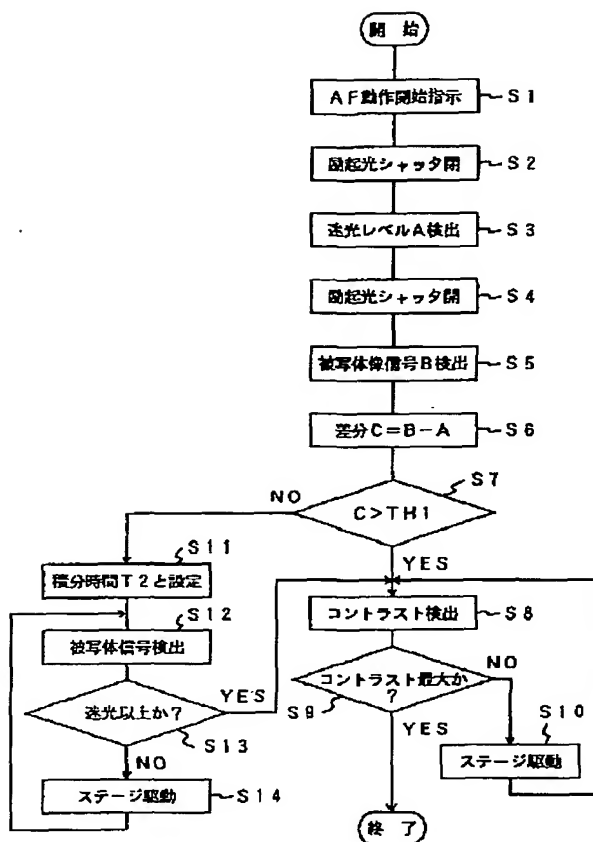 開 始
AF動作開始指示 S1
励起光シャッタ閉 S2
迷光レベルA検出 S3
励起光シャッタ開 S4
被写体像信号B検出 S5
差分C=B-A S6
S7
NO
C>TH1
YES
S11
積分時間T2と設定
S12
被写体信号検出
迷光以上か?
YES
S13
NO
ステージ駆動 S14
コントラスト検出 S8
コントラスト最大か
?
NO
S9
YES
S10
ステージ駆動
終 了